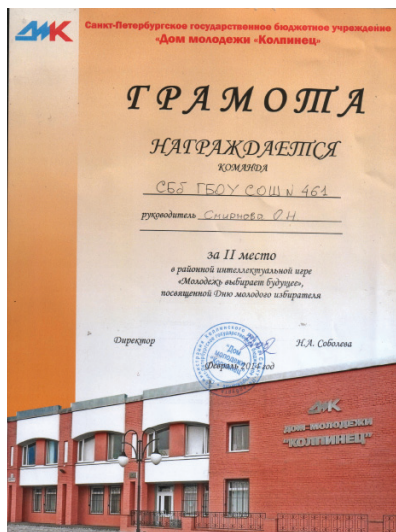 ДМК
Санкт-Петербургское государственное бюджетное учреждение
«Дом молодежи «Колпинец»
ГРАМОТА
НАГРАЖДАЕТСЯ
КОМАНДА
СБб ГБОУ СОШ N 461
руководитель Смирнова О.Н
за II место
в районной интеллектуальной игре
«Молодежь выбирает будущее»,
посвященной Дню молодого избирателя
Директор Н.А. Соболева
"Дом
молодежи
"Колпинец"
Февраль 2014 год
ДМК
ДОМ МОЛОДЕЖИ
"КОЛПИНЕЦ"